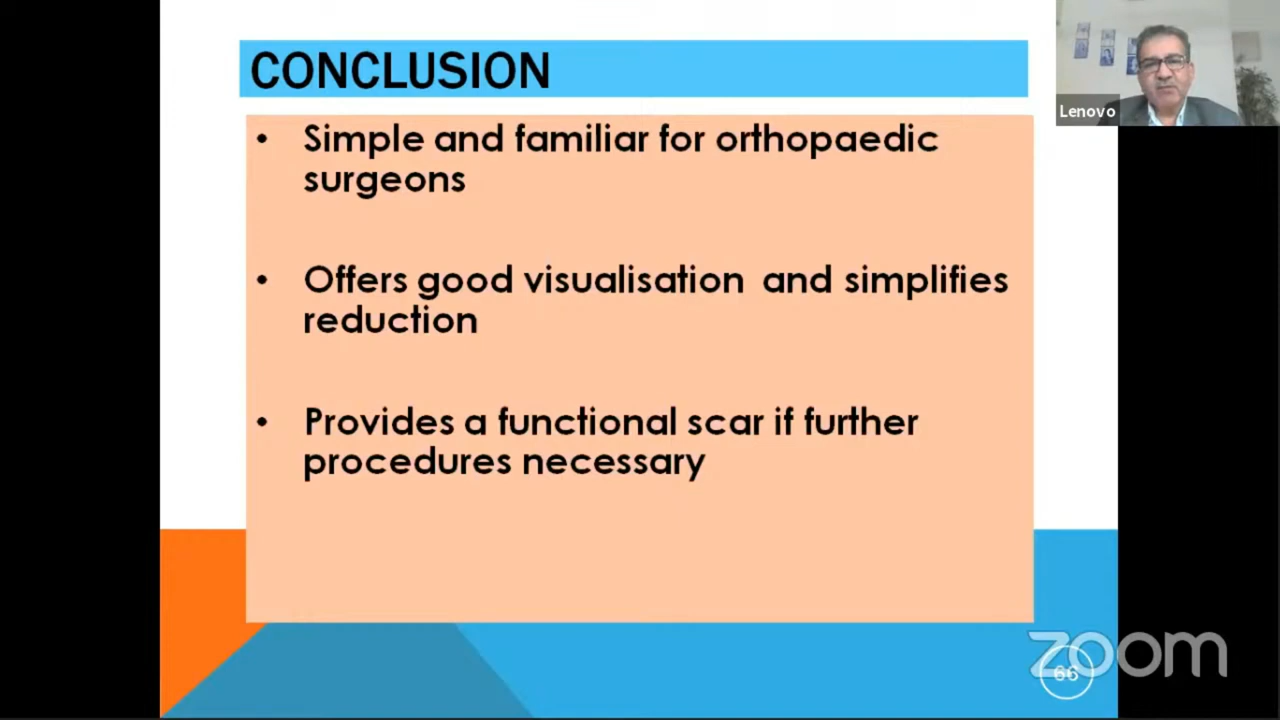 CONCLUSION
• Simple and familiar for orthopaedic
surgeons
• Offers good visualisation and simplifies
reduction
• Provides a functional scar if further
procedures necessary
Lenovo
zoom
66